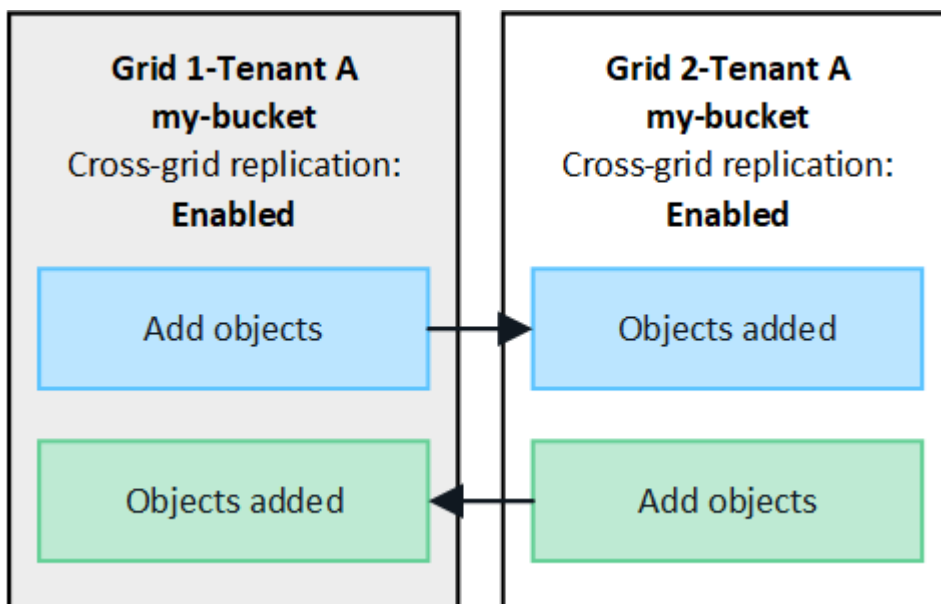 Grid 1-Tenant A
my-bucket
Cross-grid replication:
Enabled
Add objects
Objects added
Grid 2-Tenant A
my-bucket
Cross-grid replication:
Enabled
Objects added
Add objects